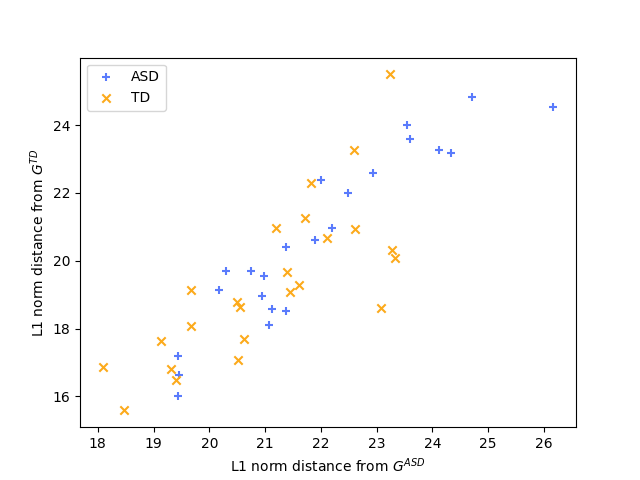 ASD
TD
24
22
20
18
16
L1 norm distance from G^{TD}
18 19 20 21 22 23 24 25 26
L1 norm distance from G^{ASD}